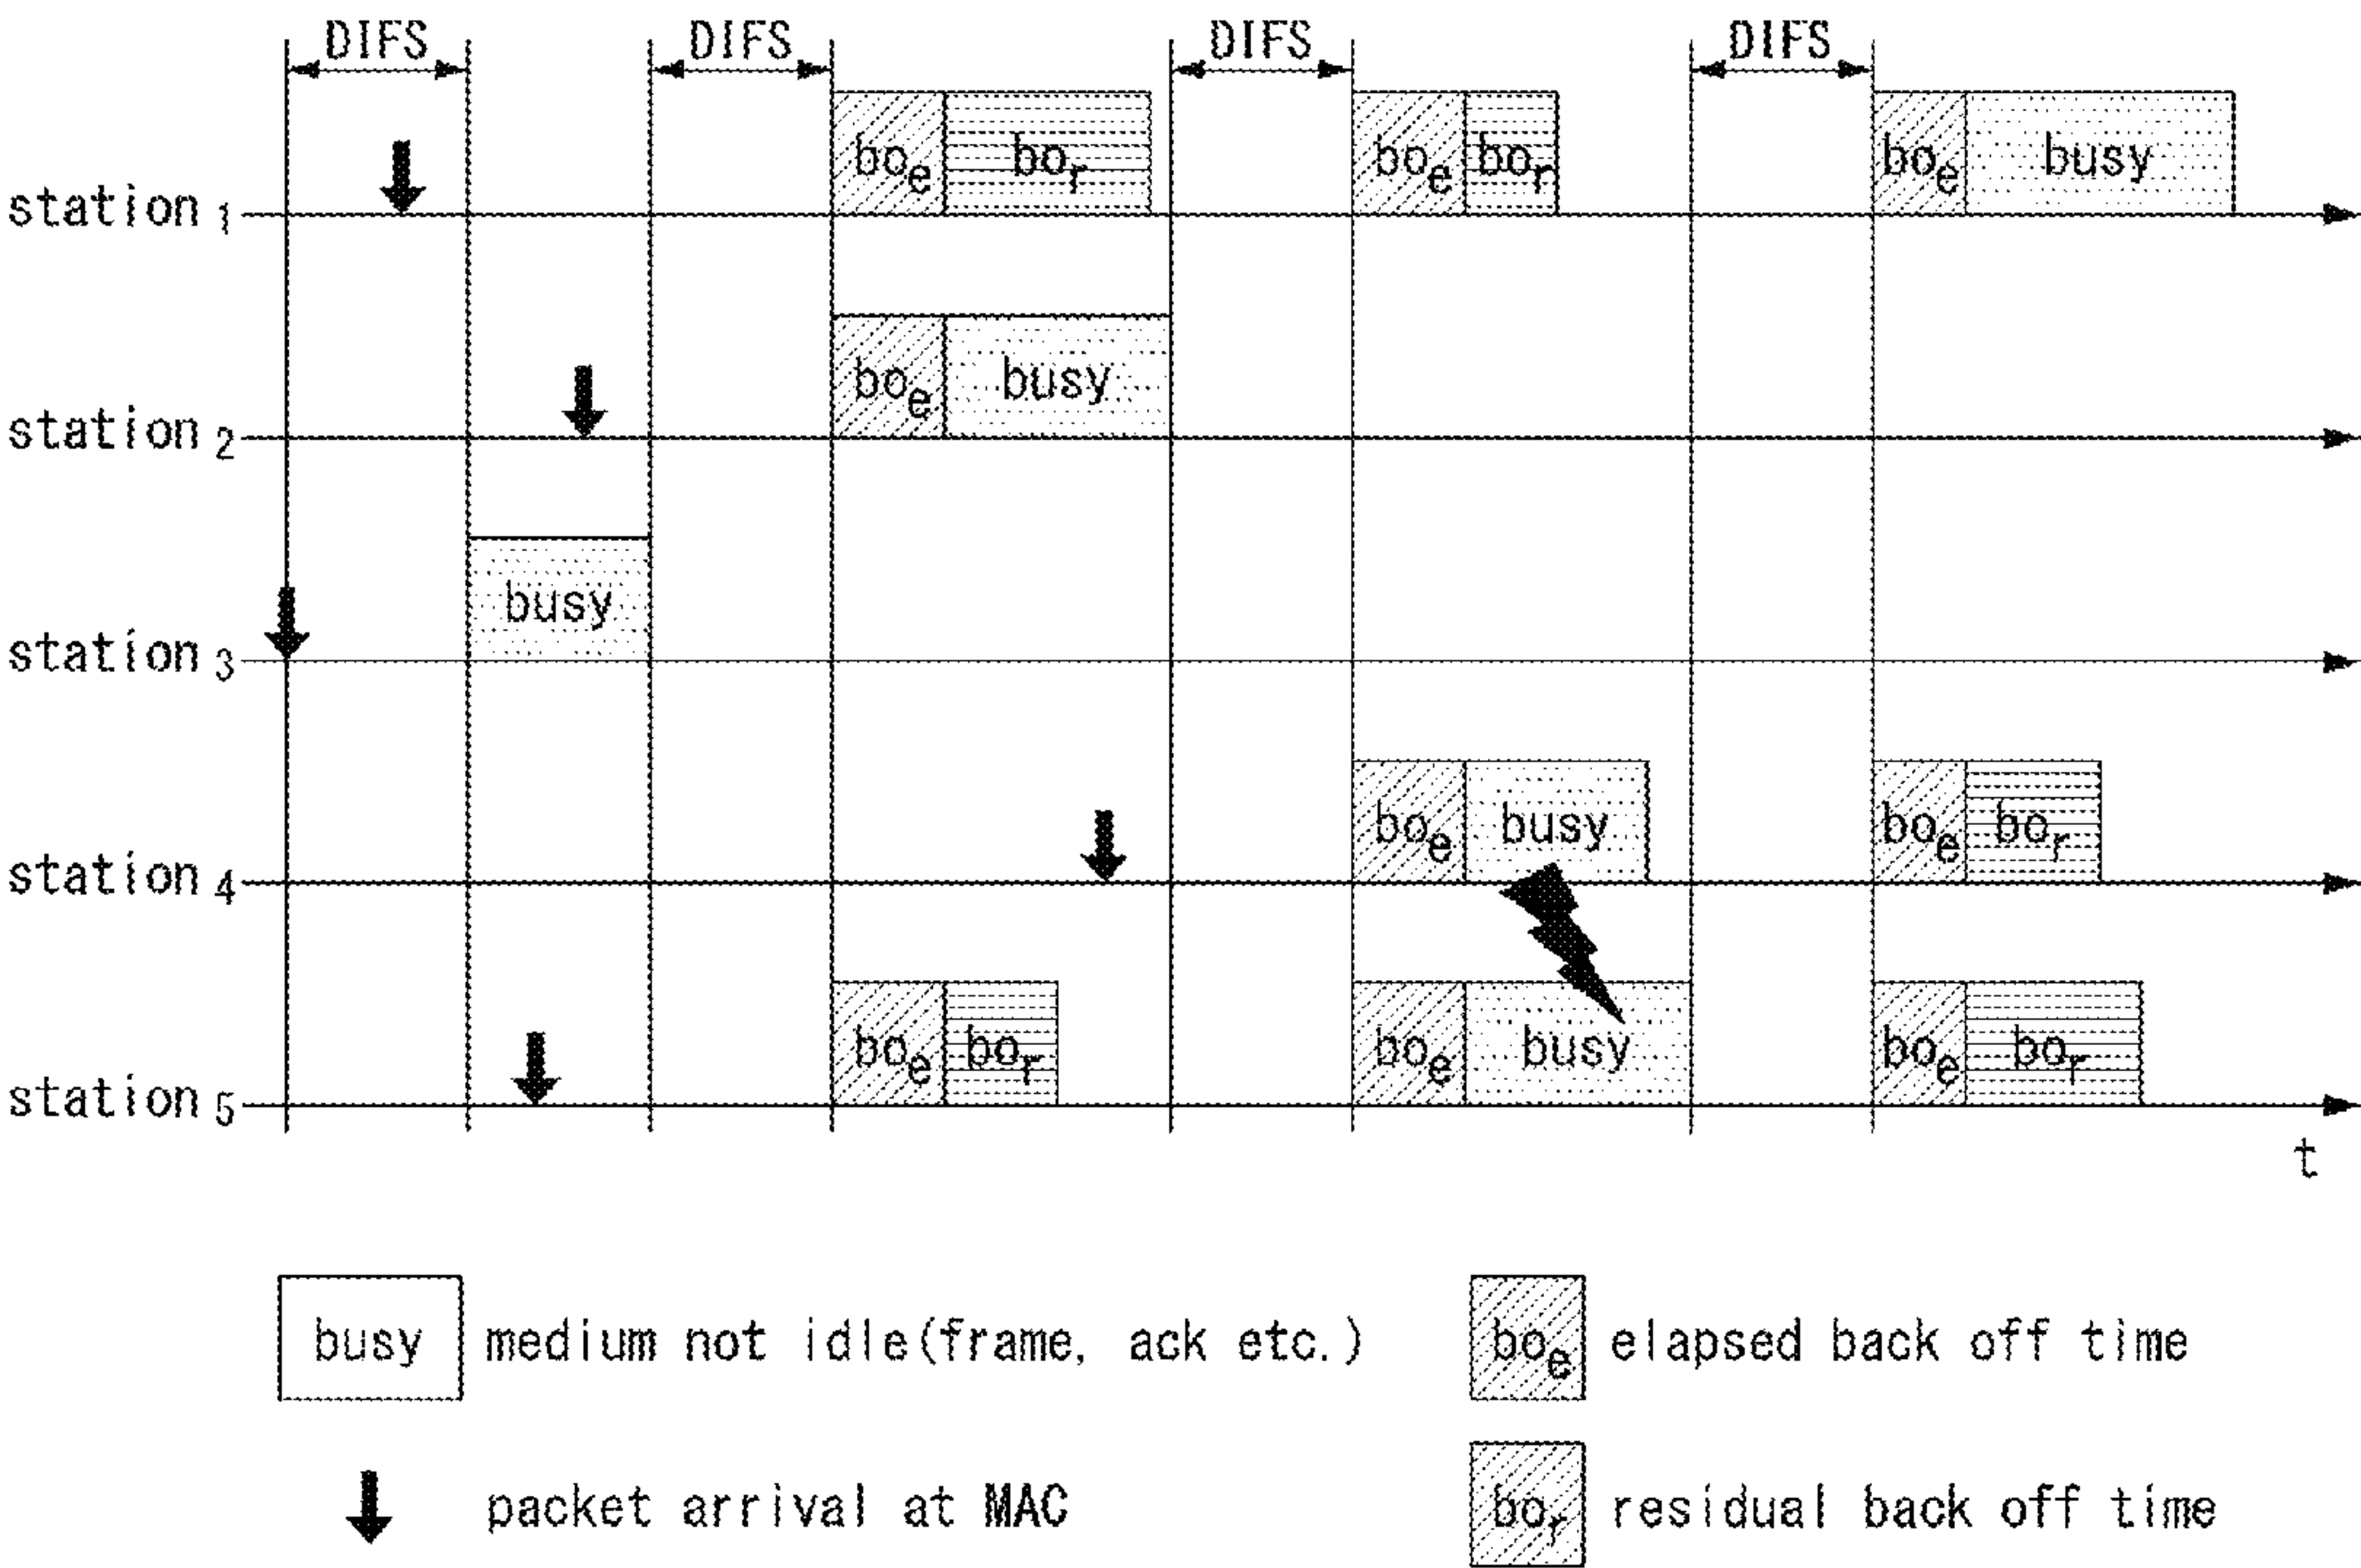 DIFS DIFS DIFS DIFS
boe bor boe bor boe busy
station 1
boe busy
station 2
busy
station 3
boe busy boe bor
station 4
boe bor boe busy boe bor
station 5
t
busy medium not idle(frame, ack etc.) boe elapsed back off time
packet arrival at MAC bor residual back off time